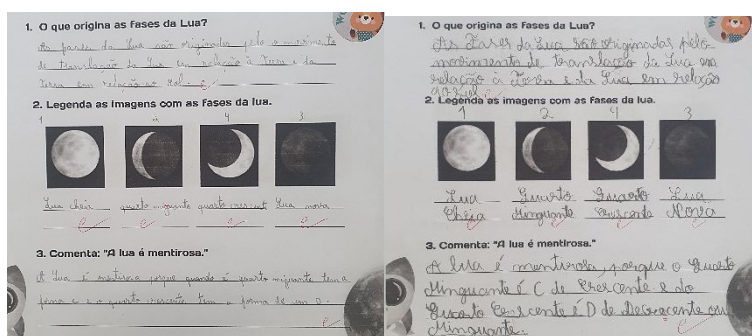 1. O que origina as fases da Lua?
As fases da Lua são originadas pelo o movimento
de translação da Lua em relação à Terra e da
Terra em relação ao Sol.
2. Legenda as imagens com as fases da lua.
1 2 4 3
Lua cheia quarto minguante quarto crescent Lua nova
3. Comenta: "A lua é mentirosa."
A Lua é mentirosa porque quando é quarto minguante tem a
forma c e o quarto crescente tem a forma de um D.
1. O que origina as fases da Lua?
As Fases da Lua são originadas pelo
movimento de translação da Lua em
relação à Terra e da Lua em relação
ao Sol.
2. Legenda as imagens com as fases da lua.
1 2 4 3
Lua Quarto Quarto Lua
Cheia Minguante Crescente Nova
3. Comenta: "A lua é mentirosa."
A lua é mentirosa, porque o Quarto
Minguante é C de Crescente e do
Quarto Crescente é D de Decrescente ou
Minguante.